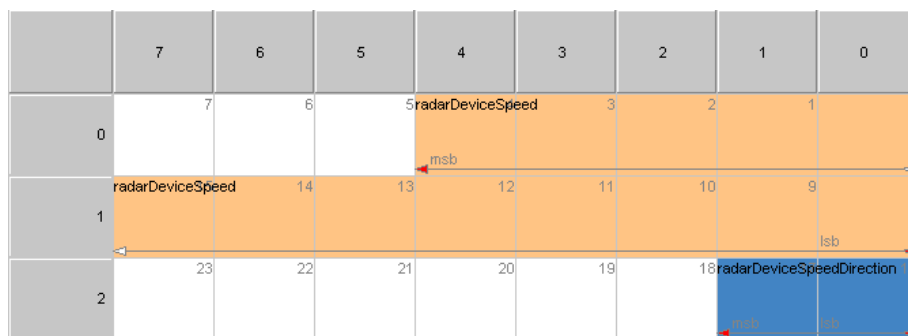 7 6 5 4 3 2 1 0
7 6 5 radarDeviceSpeed 3 2 1
0
msb
radarDeviceSpeed 14 13 12 11 10 9
1
lsb
23 22 21 20 19 18 radarDeviceSpeedDirection
2
msb lsb